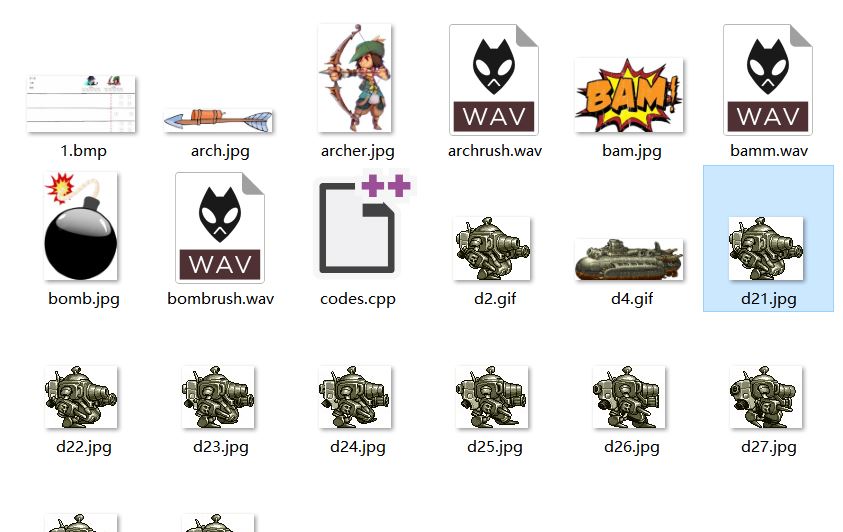 1.bmp
arch.jpg
archer.jpg
WAV
archrush.wav
BAM!
bam.jpg
WAV
bamm.wav
bomb.jpg
WAV
bombrush.wav
++
codes.cpp
d2.gif
d4.gif
d21.jpg
d22.jpg
d23.jpg
d24.jpg
d25.jpg
d26.jpg
d27.jpg